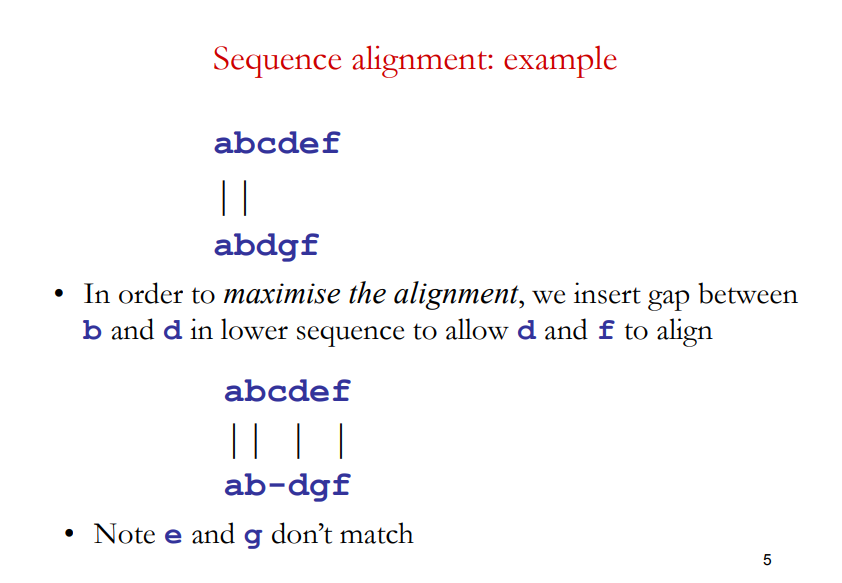 Sequence alignment: example
abcdef
||
abdgf
• In order to maximise the alignment, we insert gap between
b and d in lower sequence to allow d and f to align
abcdef
|| | |
ab-dgf
• Note e and g don’t match
5